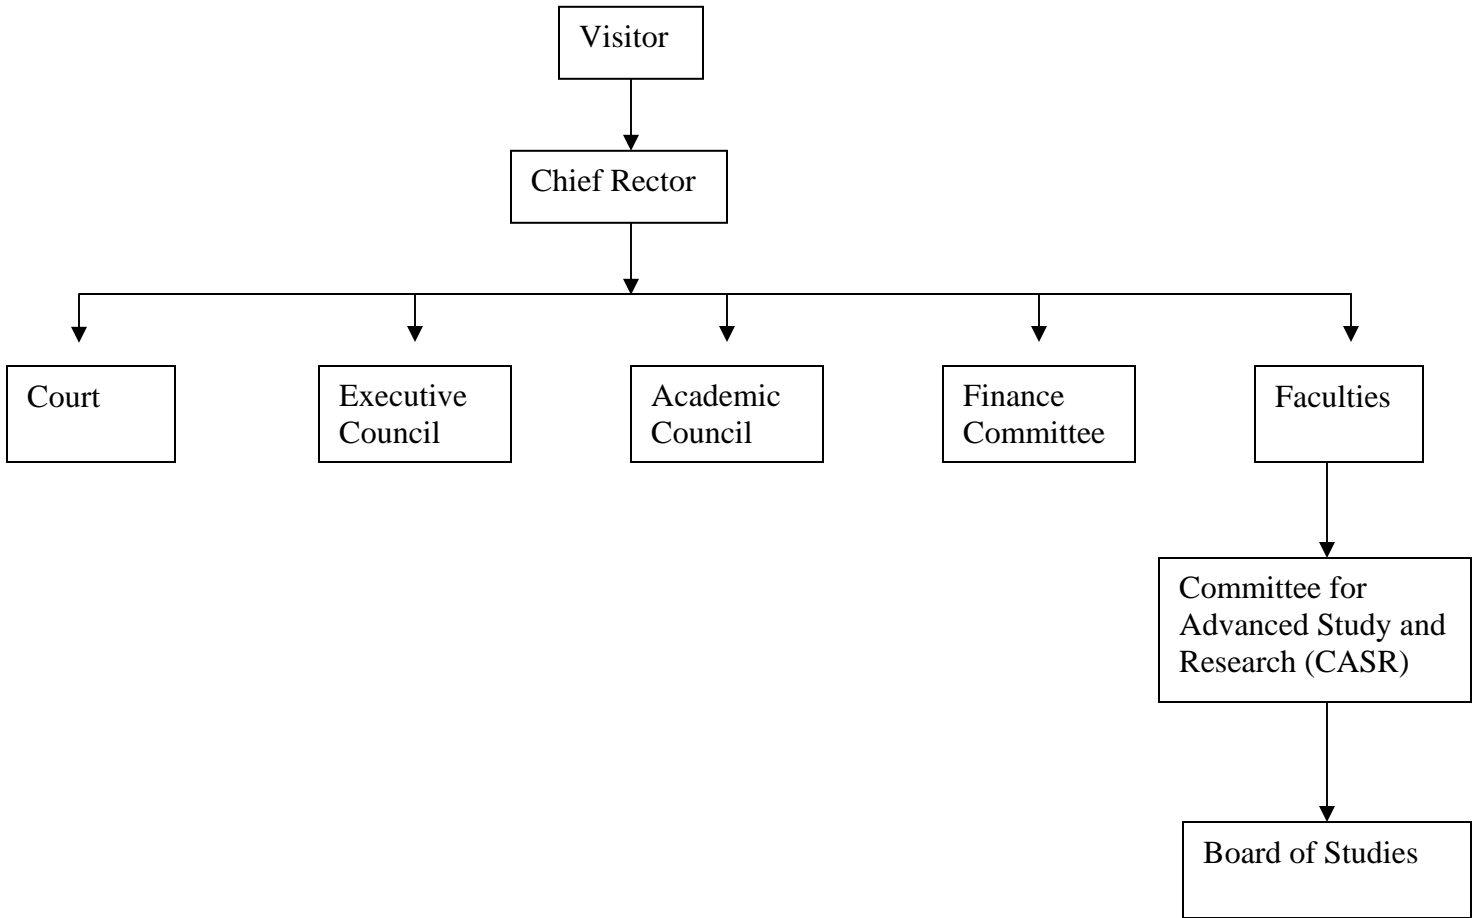 Visitor
Chief Rector
Court
Executive
Council
Academic
Council
Finance
Committee
Faculties
Committee for
Advanced Study and
Research (CASR)
Board of Studies